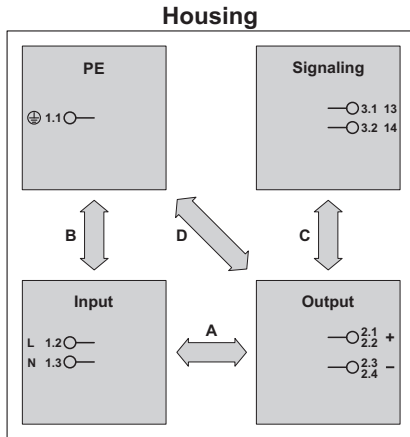 Housing
PE
1.1
Signaling
3.1 13
3.2 14
B
D
C
Input
L 1.2
N 1.3
A
Output
2.1
2.2 +
2.3
2.4 −